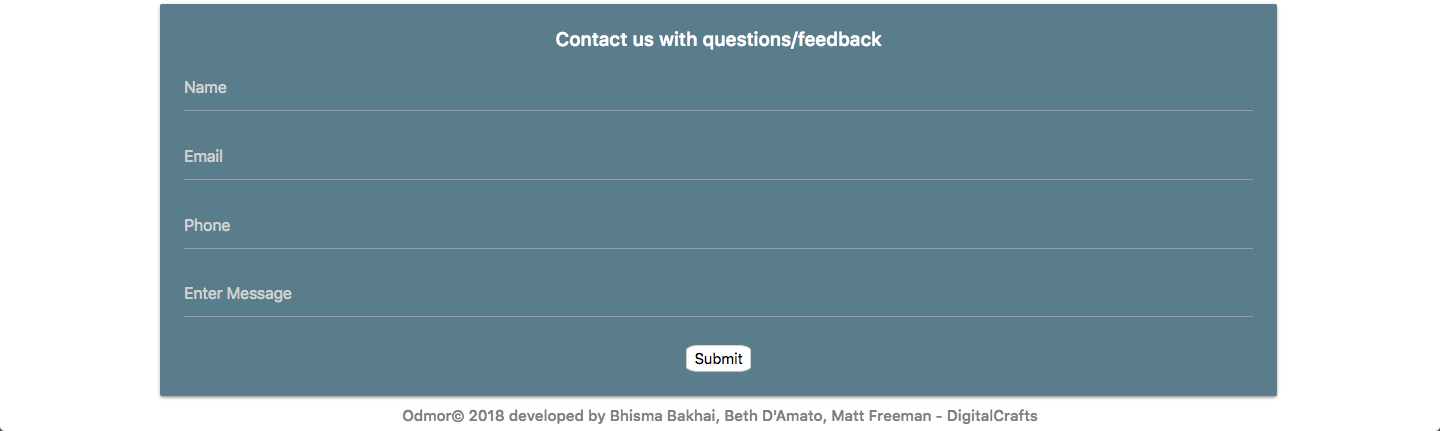 Contact us with questions/feedback
Name
Email
Phone
Enter Message
Submit
Odmor© 2018 developed by Bhisma Bakhai, Beth D'Amato, Matt Freeman - DigitalCrafts